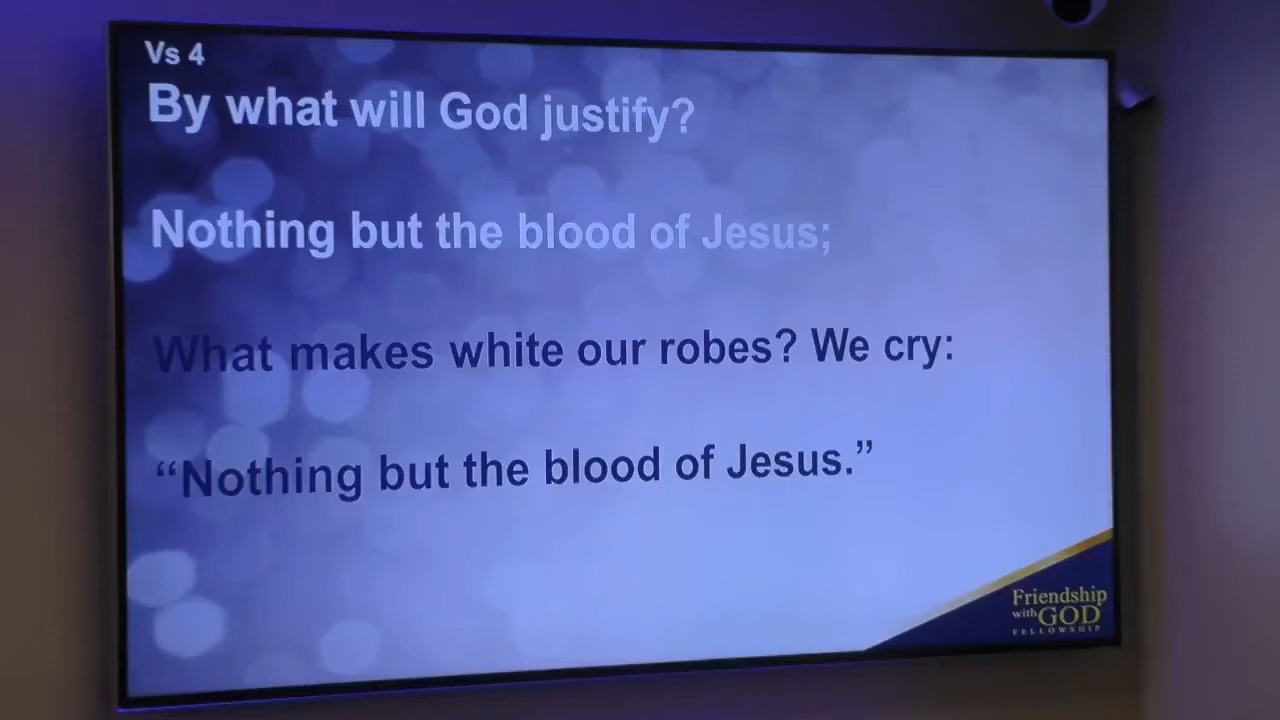 Vs 4
By what will God justify?
Nothing but the blood of Jesus;
What makes white our robes? We cry:
“Nothing but the blood of Jesus.”
Friendship
with GOD
FELLOWSHIP